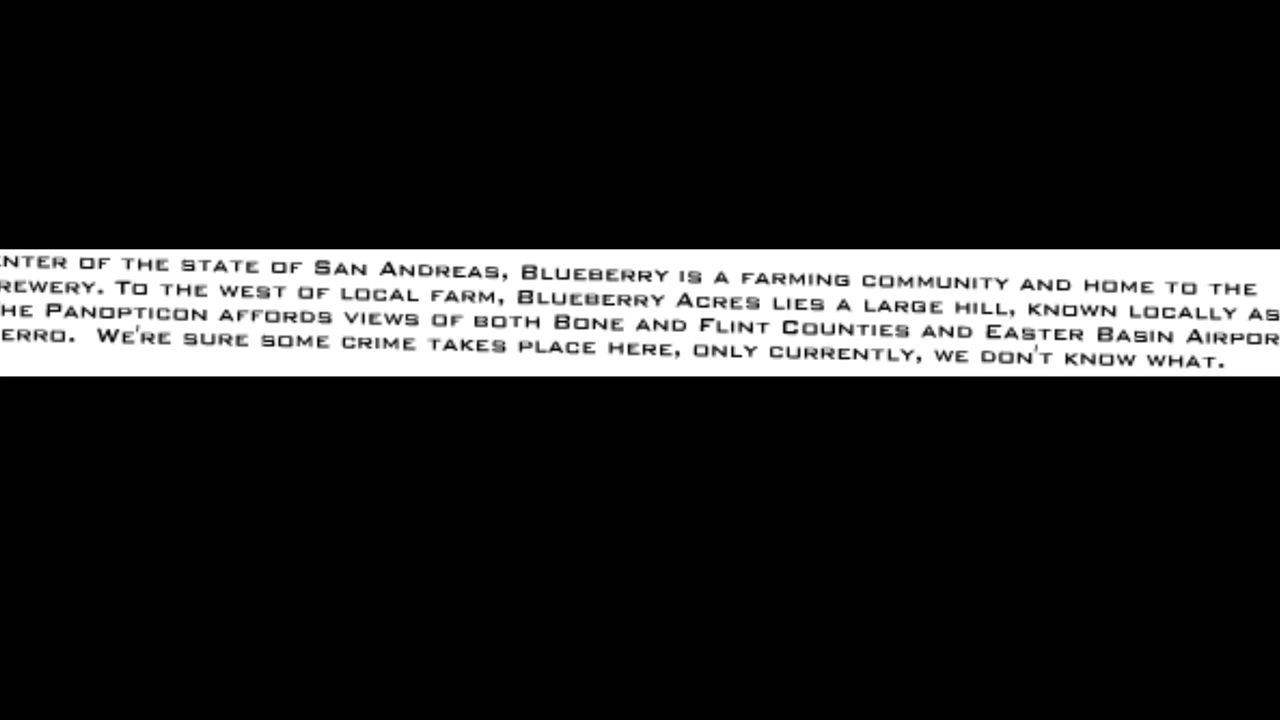 ENTER OF THE STATE OF SAN ANDREAS, BLUEBERRY IS A FARMING COMMUNITY AND HOME TO THE
REWERY. TO THE WEST OF LOCAL FARM, BLUEBERRY ACRES LIES A LARGE HILL, KNOWN LOCALLY AS
HE PANOPTICON AFFORDS VIEWS OF BOTH BONE AND FLINT COUNTIES AND EASTER BASIN AIRPOR
ERRO. WE'RE SURE SOME CRIME TAKES PLACE HERE, ONLY CURRENTLY, WE DON'T KNOW WHAT.